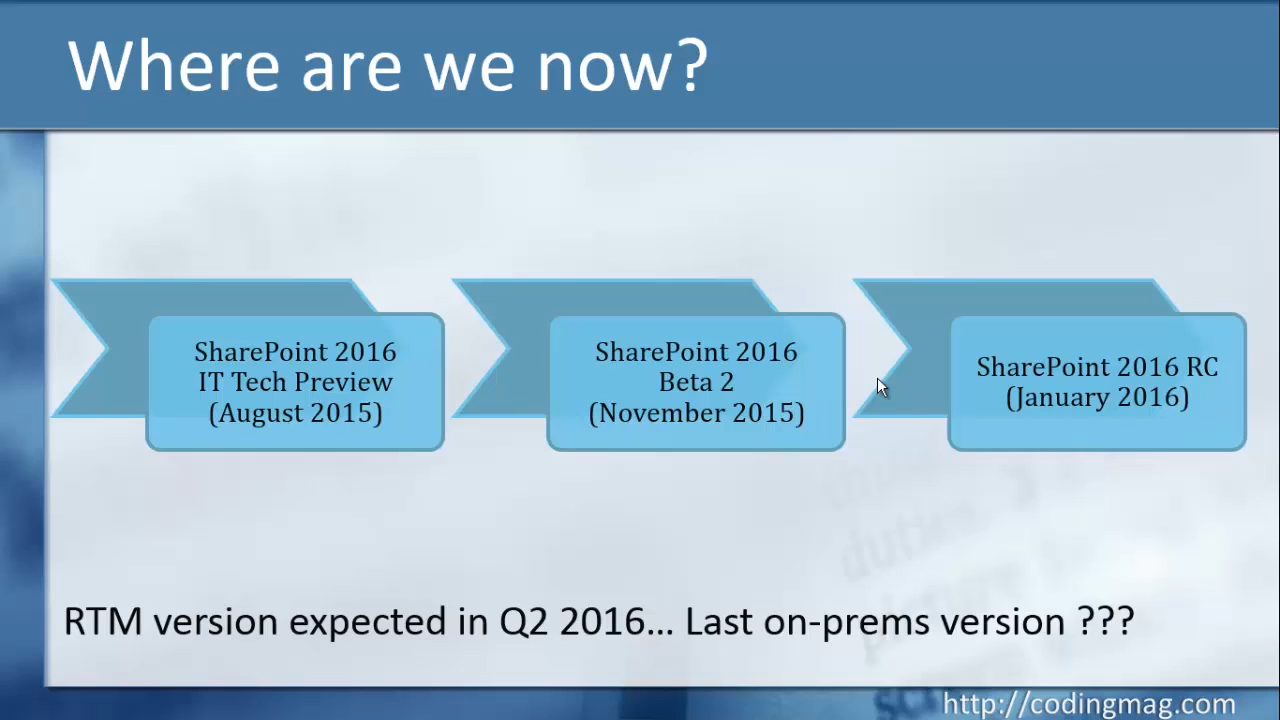 Where are we now?
SharePoint 2016
IT Tech Preview
(August 2015)
SharePoint 2016
Beta 2
(November 2015)
SharePoint 2016 RC
(January 2016)
RTM version expected in Q2 2016... Last on-prems version ???
http://codingmag.com